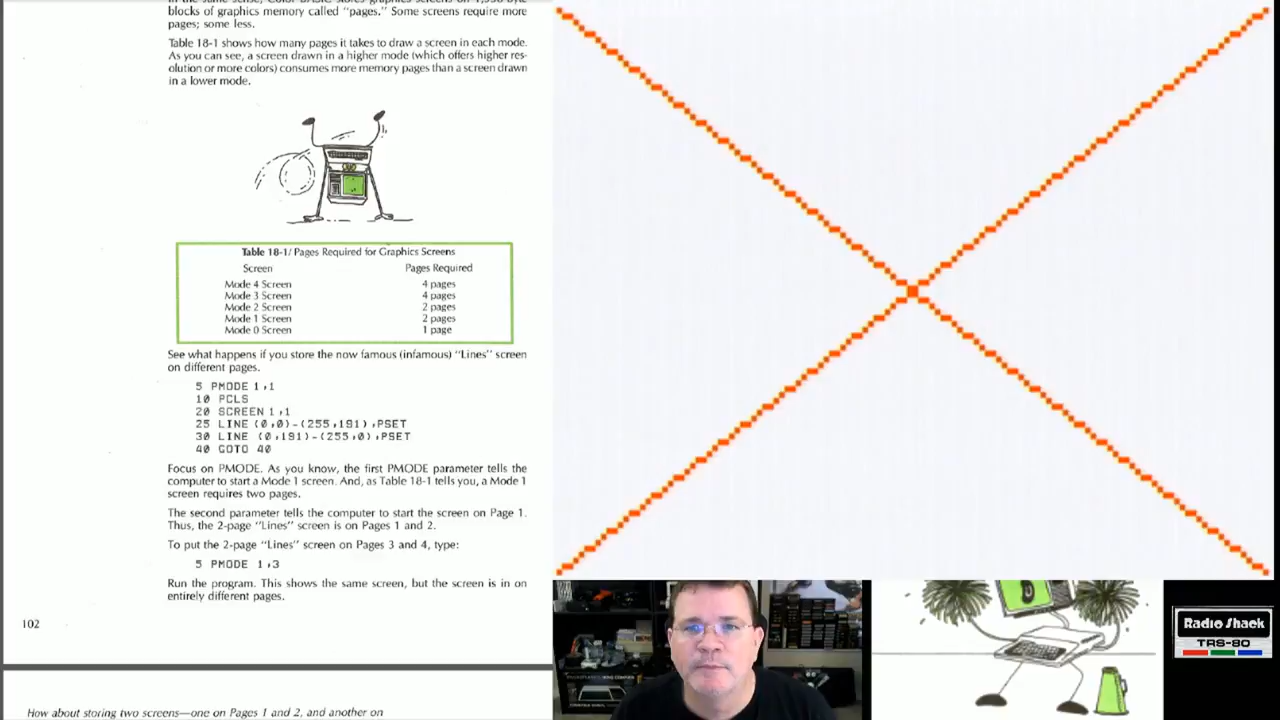 blocks of graphics memory called "pages." Some screens require more
pages; some less.
Table 18-1 shows how many pages it takes to draw a screen in each mode.
As you can see, a screen drawn in a higher mode (which offers higher res-
olution or more colors) consumes more memory pages than a screen drawn
in a lower mode.
Table 18-1/ Pages Required for Graphics Screens
Screen Pages Required
Mode 4 Screen 4 pages
Mode 3 Screen 4 pages
Mode 2 Screen 2 pages
Mode 1 Screen 2 pages
Mode 0 Screen 1 page
See what happens if you store the now famous (infamous) "Lines" screen
on different pages.
5 PMODE 1,1
10 PCLS
20 SCREEN 1,1
25 LINE (0,0)-(255,191),PSET
30 LINE (0,191)-(255,0),PSET
40 GOTO 40
Focus on PMODE. As you know, the first PMODE parameter tells the
computer to start a Mode 1 screen. And, as Table 18-1 tells you, a Mode 1
screen requires two pages.
The second parameter tells the computer to start the screen on Page 1.
Thus, the 2-page "Lines" screen is on Pages 1 and 2.
To put the 2-page "Lines" screen on Pages 3 and 4, type:
5 PMODE 1,3
Run the program. This shows the same screen, but the screen is in on
entirely different pages.
102
How about storing two screens—one on Pages 1 and 2, and another on
Radio Shack
TRS-80